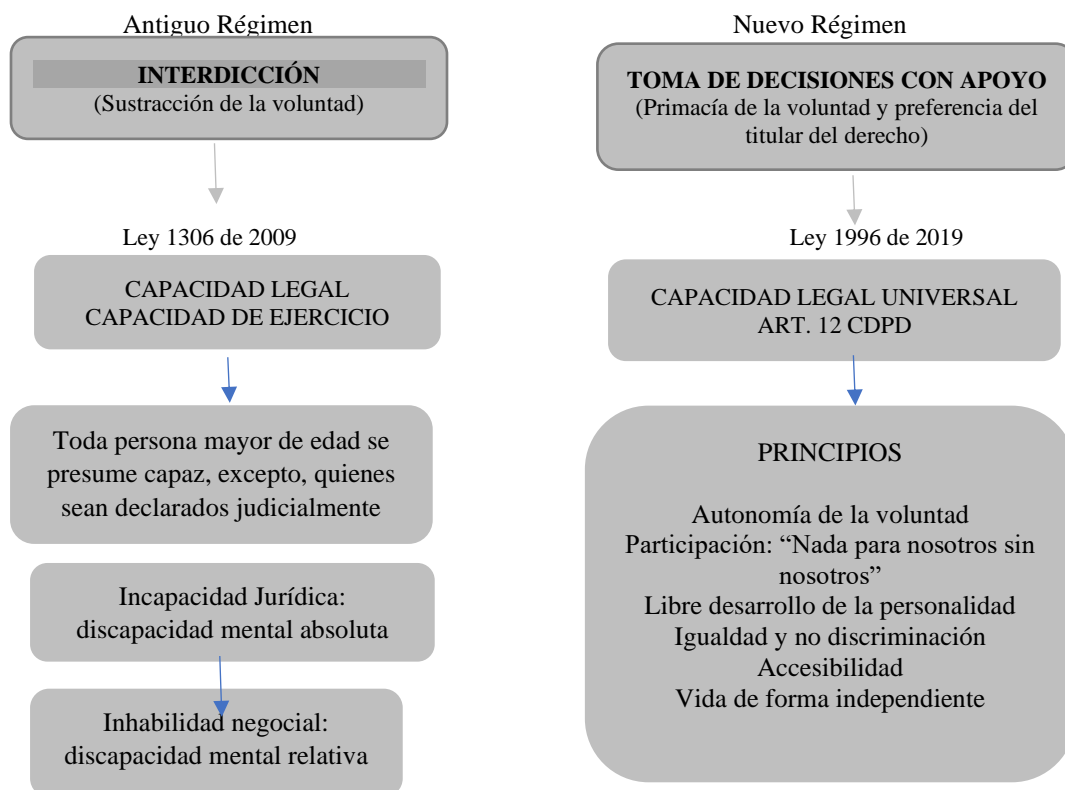 Antiguo Régimen
INTERDICCIÓN
(Sustracción de la voluntad)
Ley 1306 de 2009
CAPACIDAD LEGAL
CAPACIDAD DE EJERCICIO
Toda persona mayor de edad se
presume capaz, excepto, quienes
sean declarados judicialmente
Incapacidad Jurídica:
discapacidad mental absoluta
Inhabilidad negocial:
discapacidad mental relativa
Nuevo Régimen
TOMA DE DECISIONES CON APOYO
(Primacía de la voluntad y preferencia del
titular del derecho)
Ley 1996 de 2019
CAPACIDAD LEGAL UNIVERSAL
ART. 12 CDPD
PRINCIPIOS
Autonomía de la voluntad
Participación: “Nada para nosotros sin
nosotros”
Libre desarrollo de la personalidad
Igualdad y no discriminación
Accesibilidad
Vida de forma independiente